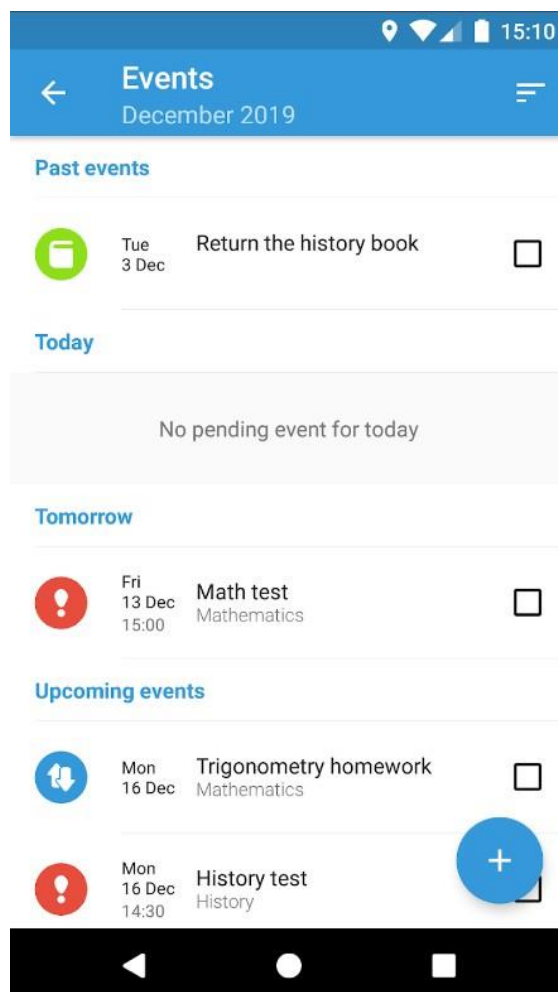 15:10
Events
December 2019
Past events
Tue
3 Dec
Return the history book
Today
No pending event for today
Tomorrow
Fri
13 Dec
15:00
Math test
Mathematics
Upcoming events
Mon
16 Dec
Trigonometry homework
Mathematics
Mon
16 Dec
14:30
History test
History
+